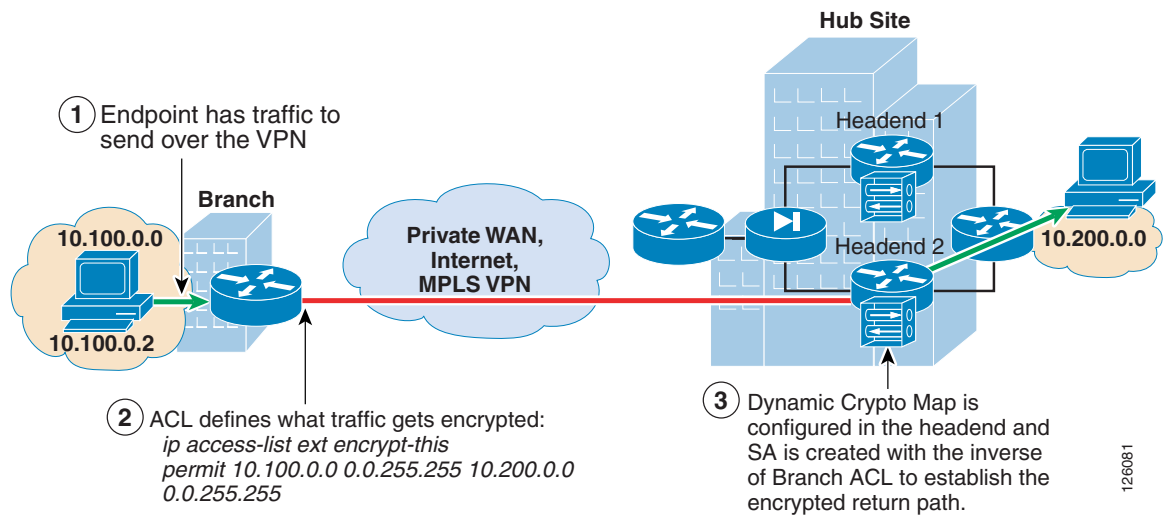 Hub Site
1 Endpoint has traffic to
send over the VPN
Headend 1
Branch
10.100.0.0
Private WAN,
Internet,
MPLS VPN
Headend 2
10.200.0.0
10.100.0.2
2 ACL defines what traffic gets encrypted:
ip access-list ext encrypt-this
permit 10.100.0.0 0.0.255.255 10.200.0.0
0.0.255.255
3 Dynamic Crypto Map is
configured in the headend and
SA is created with the inverse
of Branch ACL to establish the
encrypted return path.
126081